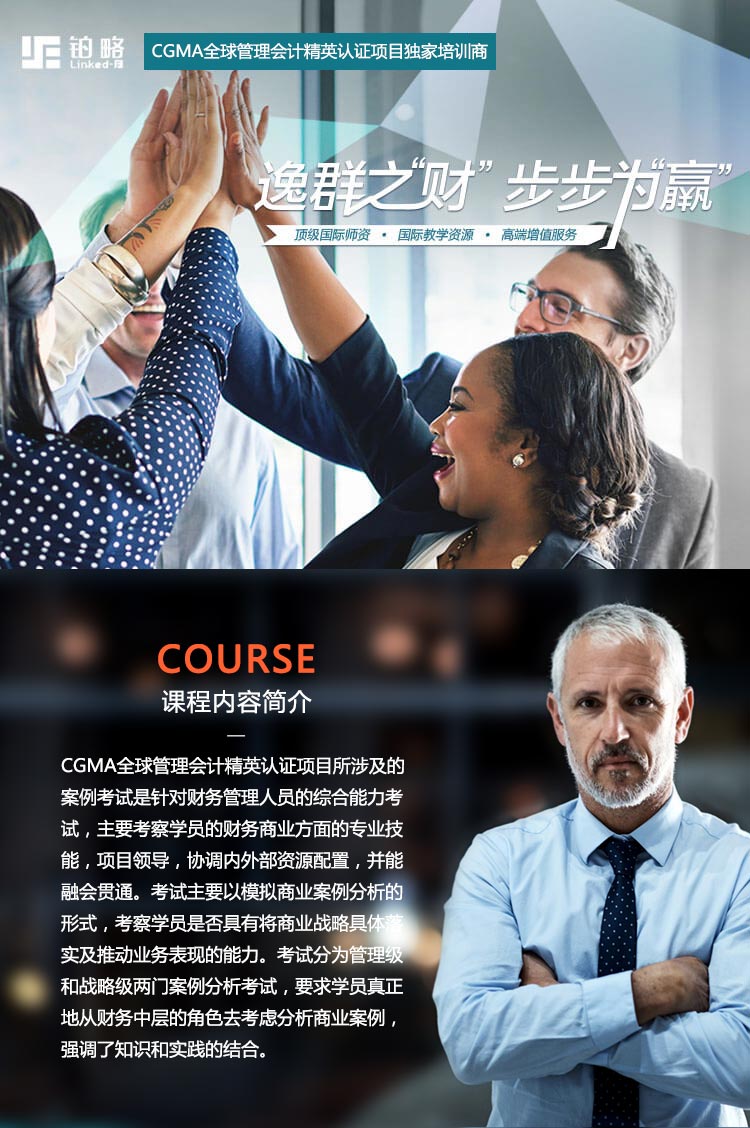 铂略
Linked-F
CGMA全球管理会计精英认证项目独家培训商
逸群之“财” 步步为“赢”
顶级国际师资 • 国际教学资源 • 高端增值服务
COURSE
课程内容简介
CGMA全球管理会计精英认证项目所涉及的
案例考试是针对财务管理人员的综合能力考
试，主要考察学员的财务商业方面的专业技
能，项目领导，协调内外部资源配置，并能
融会贯通。考试主要以模拟商业案例分析的
形式，考察学员是否具有将商业战略具体落
实及推动业务表现的能力。考试分为管理级
和战略级两门案例分析考试，要求学员真正
地从财务中层的角色去考虑分析商业案例，
强调了知识和实践的结合。